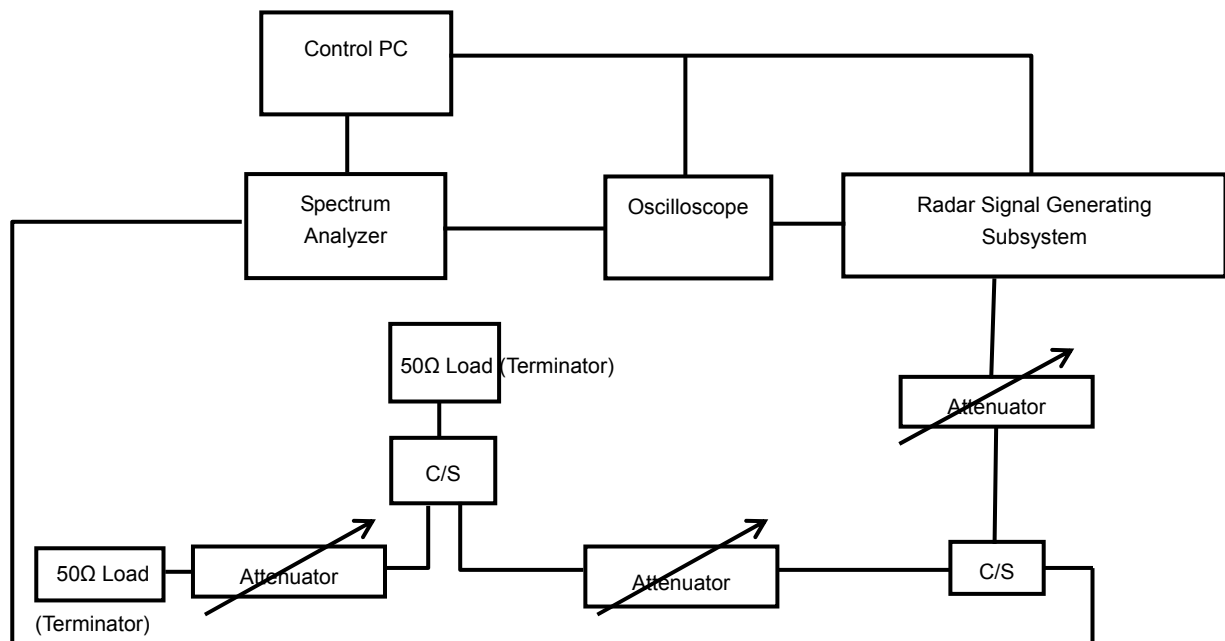 Control PC
Spectrum
Analyzer
Oscilloscope
Radar Signal Generating
Subsystem
50Ω Load (Terminator)
Attenuator
C/S
50Ω Load
(Terminator)
Attenuator
Attenuator
C/S